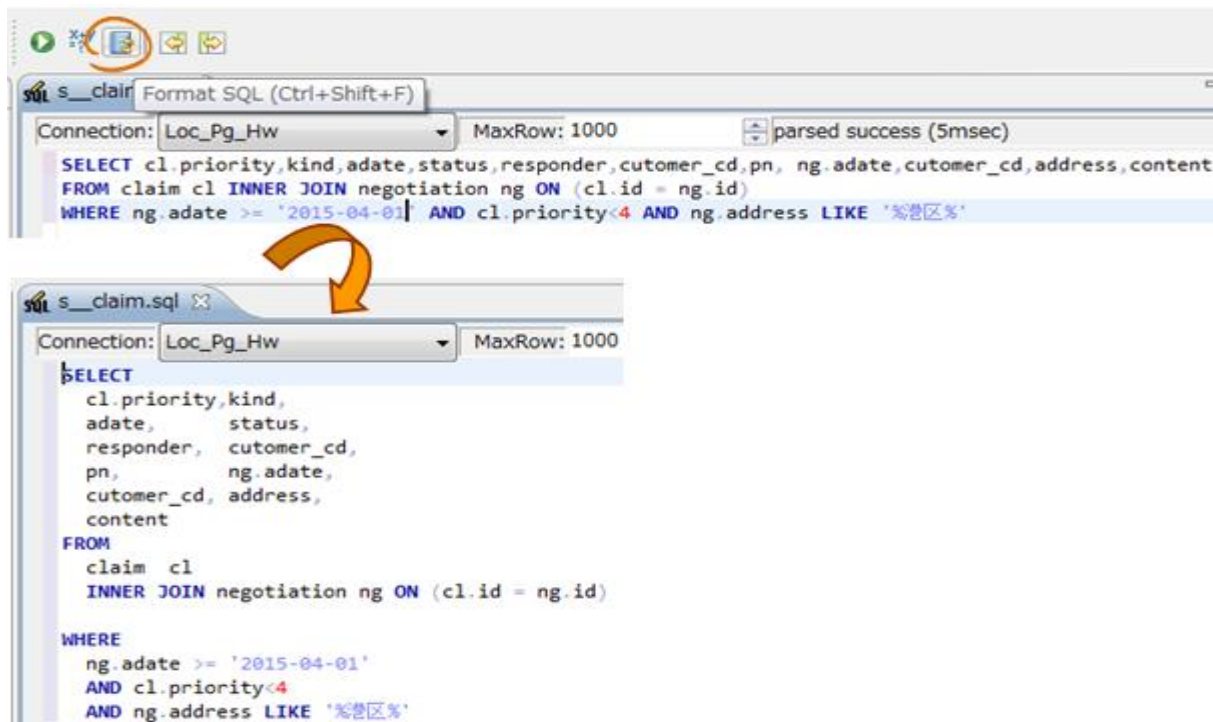 s__clair
Format SQL (Ctrl+Shift+F)
Connection: Loc_Pg_Hw MaxRow: 1000 parsed success (5msec)
SELECT cl.priority,kind,adate,status,responder,cutomer_cd,pn, ng.adate,cutomer_cd,address,content
FROM claim cl INNER JOIN negotiation ng ON (cl.id = ng.id)
WHERE ng.adate >= '2015-04-01' AND cl.priority<4 AND ng.address LIKE '%港区%'
s__claim.sql
Connection: Loc_Pg_Hw MaxRow: 1000
SELECT
cl.priority,kind,
adate, status,
responder, cutomer_cd,
pn, ng.adate,
cutomer_cd, address,
content
FROM
claim cl
INNER JOIN negotiation ng ON (cl.id = ng.id)
WHERE
ng.adate >= '2015-04-01'
AND cl.priority<4
AND ng.address LIKE '%港区%'